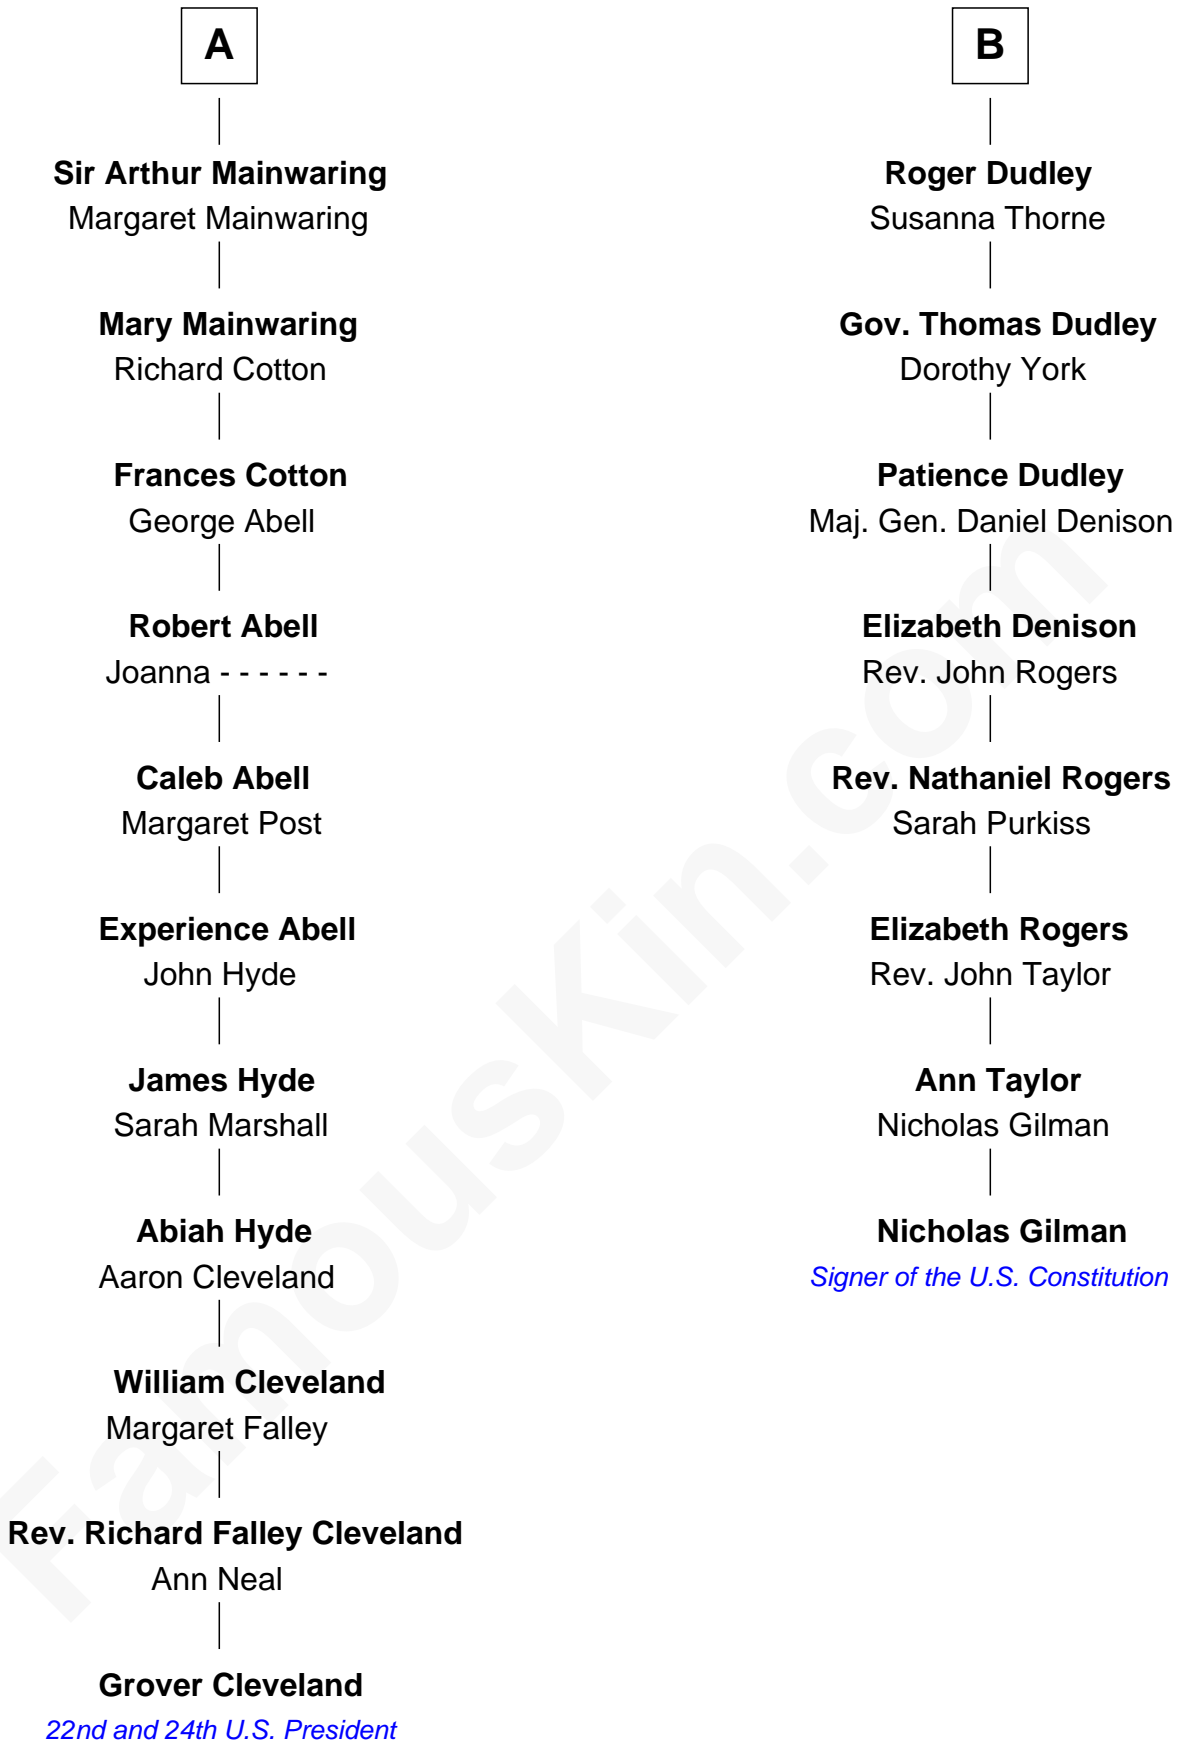 A
Sir Arthur Mainwaring
Margaret Mainwaring
Mary Mainwaring
Richard Cotton
Frances Cotton
George Abell
Robert Abell
Joanna - - - - - -
Caleb Abell
Margaret Post
Experience Abell
John Hyde
James Hyde
Sarah Marshall
Abiah Hyde
Aaron Cleveland
William Cleveland
Margaret Falley
Rev. Richard Falley Cleveland
Ann Neal
Grover Cleveland
22nd and 24th U.S. President
B
Roger Dudley
Susanna Thorne
Gov. Thomas Dudley
Dorothy York
Patience Dudley
Maj. Gen. Daniel Denison
Elizabeth Denison
Rev. John Rogers
Rev. Nathaniel Rogers
Sarah Purkiss
Elizabeth Rogers
Rev. John Taylor
Ann Taylor
Nicholas Gilman
Nicholas Gilman
Signer of the U.S. Constitution
FamousKin.com